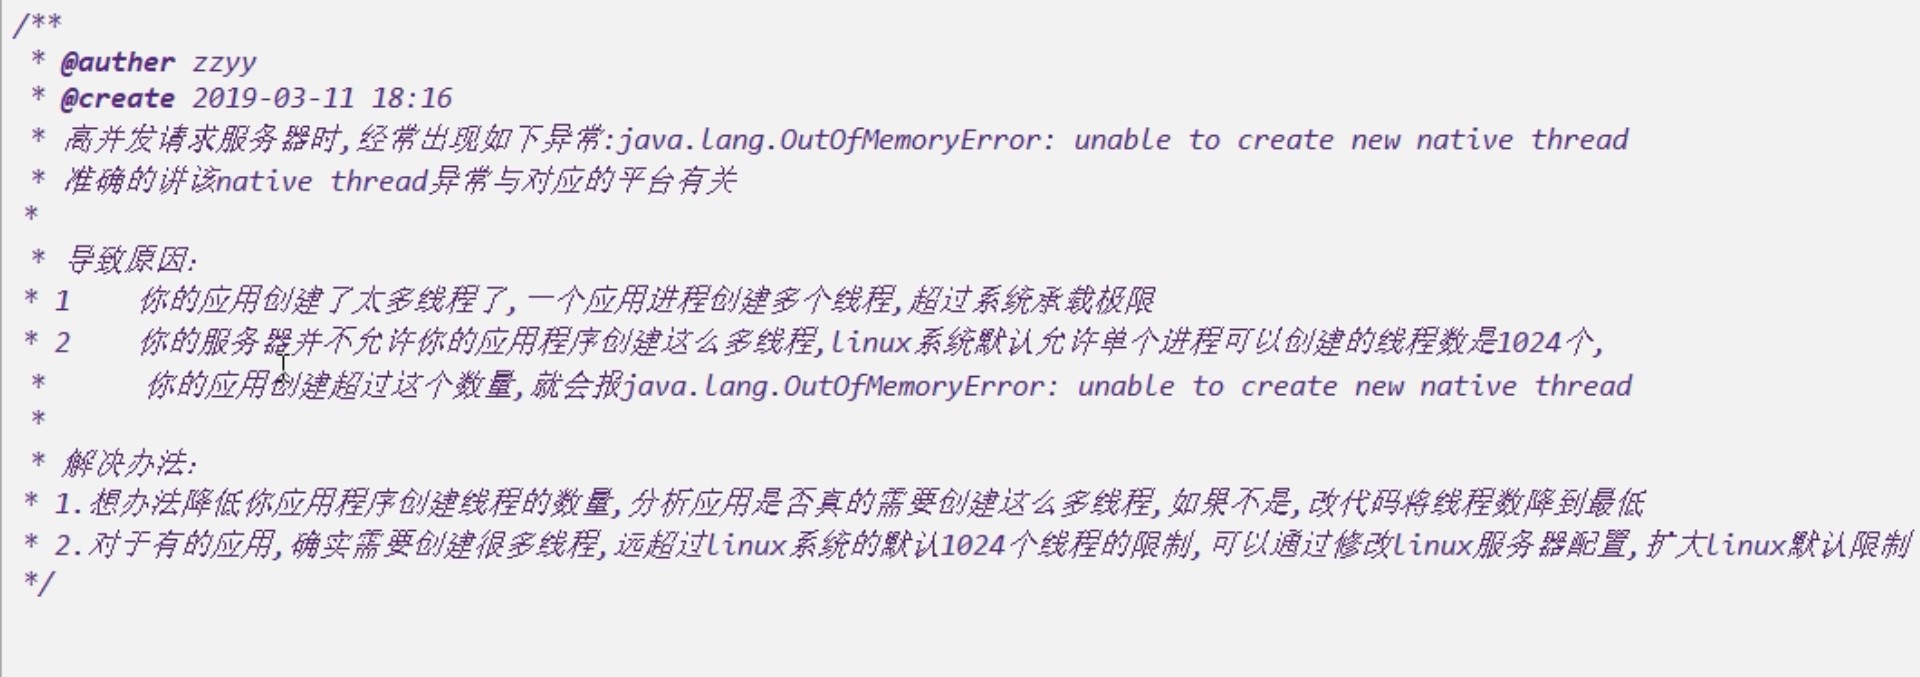 /**
* @auther zzyy
* @create 2019-03-11 18:16
* 高并发请求服务器时,经常出现如下异常:java.lang.OutOfMemoryError: unable to create new native thread
* 准确的讲该native thread异常与对应的平台有关
*
* 导致原因:
* 1 你的应用创建了太多线程了,一个应用进程创建多个线程,超过系统承载极限
* 2 你的服务器并不允许你的应用程序创建这么多线程,linux系统默认允许单个进程可以创建的线程数是1024个,
* 你的应用创建超过这个数量,就会报java.lang.OutOfMemoryError: unable to create new native thread
*
* 解决办法:
* 1.想办法降低你应用程序创建线程的数量,分析应用是否真的需要创建这么多线程,如果不是,改代码将线程数降到最低
* 2.对于有的应用,确实需要创建很多线程,远超过linux系统的默认1024个线程的限制,可以通过修改linux服务器配置,扩大linux默认限制
*/